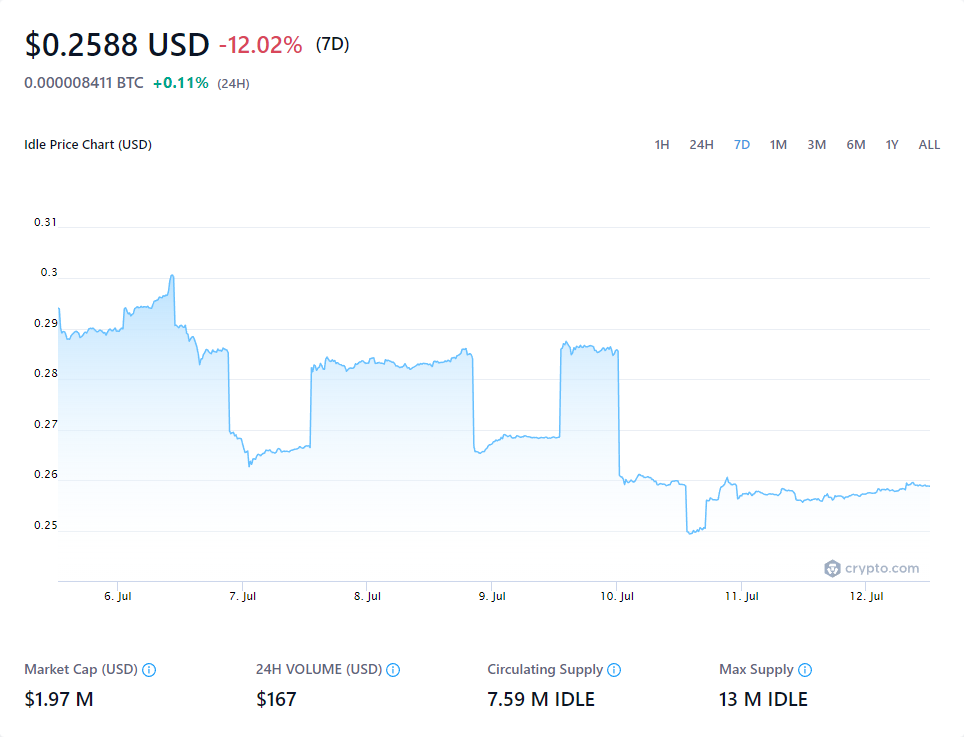 $0.2588 USD -12.02% (7D)
0.000008411 BTC +0.11% (24H)
Idle Price Chart (USD)
1H 24H 7D 1M 3M 6M 1Y ALL
0.31
0.3
0.29
0.28
0.27
0.26
0.25
crypto.com
6. Jul 7. Jul 8. Jul 9. Jul 10. Jul 11. Jul 12. Jul
Market Cap (USD) 24H VOLUME (USD) Circulating Supply Max Supply
$1.97 M $167 7.59 M IDLE 13 M IDLE